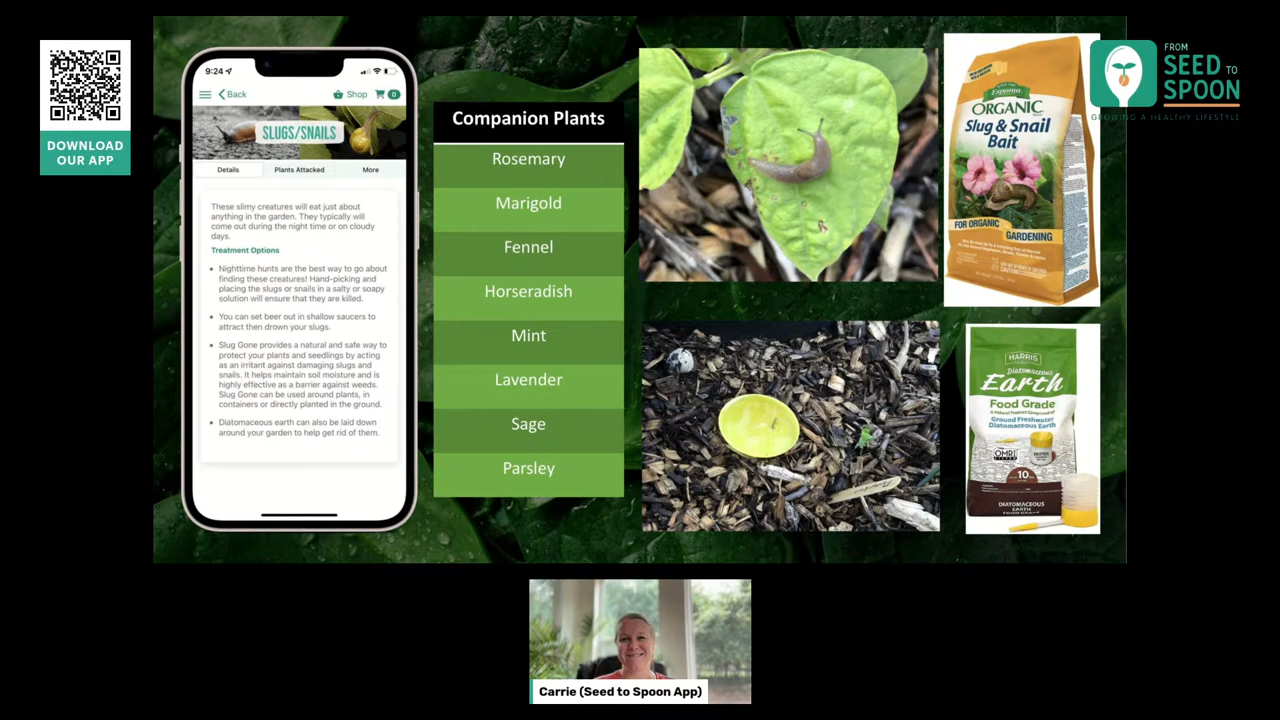 DOWNLOAD
OUR APP
9:24
Back
Shop
0
SLUGS/SNAILS
Details
Plants Attacked
More
These slimy creatures will eat just about
anything in the garden. They typically will
come out during the night time or on cloudy
days.
Treatment Options
• Nighttime hunts are the best way to go about
finding these creatures! Hand-picking and
placing the slugs or snails in a salty or soapy
solution will ensure that they are killed.
• You can set beer out in shallow saucers to
attract then drown your slugs.
• Slug Gone provides a natural and safe way to
protect your plants and seedlings by acting
as an irritant against damaging slugs and
snails. It helps maintain soil moisture and is
highly effective as a barrier against weeds.
Slug Gone can be used around plants, in
containers or directly planted in the ground.
• Diatomaceous earth can also be laid down
around your garden to help get rid of them.
Companion Plants
Rosemary
Marigold
Fennel
Horseradish
Mint
Lavender
Sage
Parsley
Espoma
ORGANIC
Slug & Snail
Bait
FOR ORGANIC
GARDENING
HARRIS
Diatomaceous
Earth
Food Grade
Ground Freshwater
Diatomaceous Earth
OMRI
10
DIATOMACEOUS
EARTH
FOOD GRADE
FROM
SEED TO
SPOON
GROWING A HEALTHY LIFESTYLE
Carrie (Seed to Spoon App)